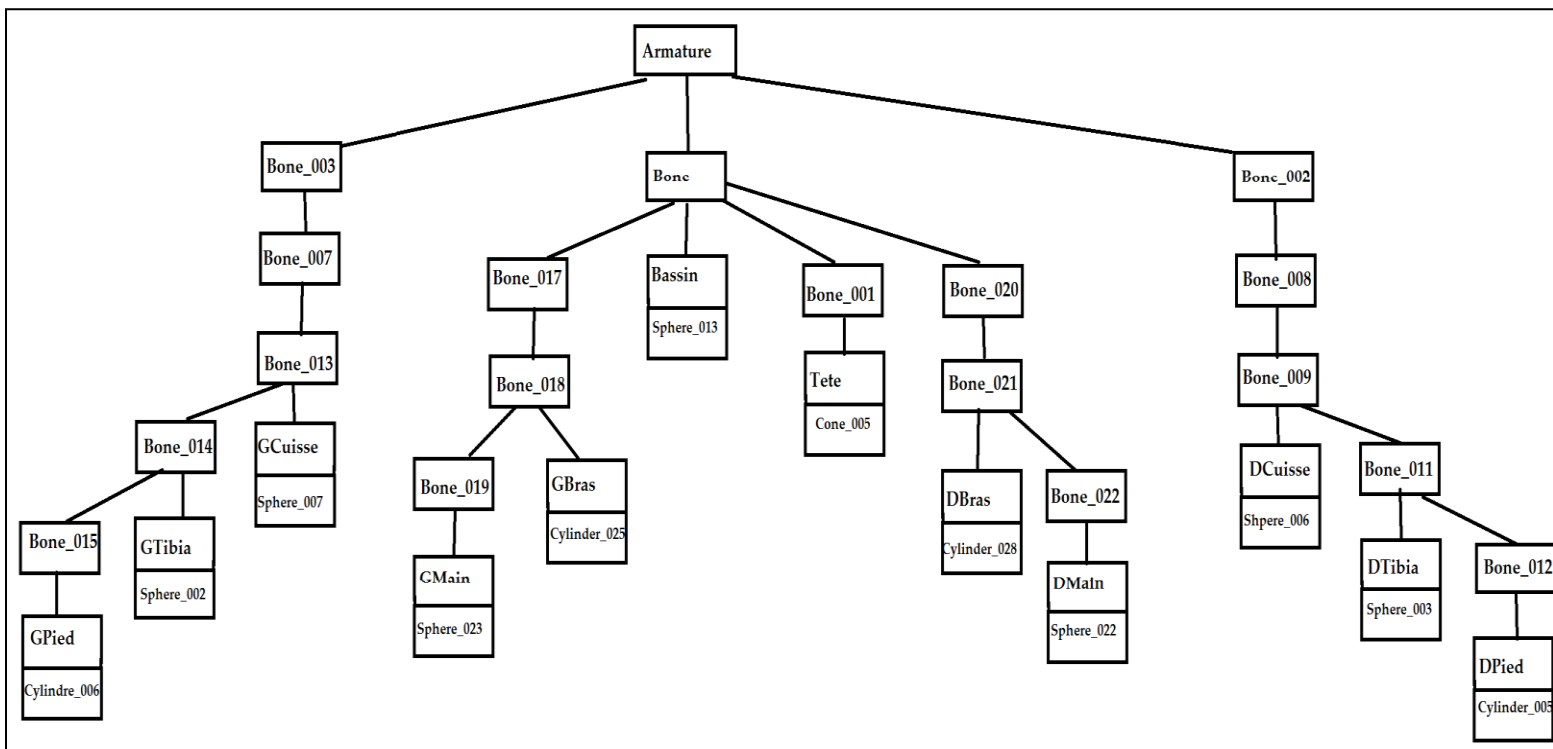 Armature
Bone_003
Bone
Bone_002
Bone_007
Bone_017
Bassin
Sphere_013
Bone_001
Bone_020
Bone_008
Bone_013
Bone_018
Tete
Cone_005
Bone_021
Bone_009
Bone_014
GCuisse
Sphere_007
Bone_019
GBras
Cylinder_025
DBras
Cylinder_028
Bone_022
DCuisse
Shpere_006
Bone_011
Bone_015
GTibia
Sphere_002
GMain
Sphere_023
DMain
Sphere_022
DTibia
Sphere_003
Bone_012
GPied
Cylindre_006
DPied
Cylinder_005